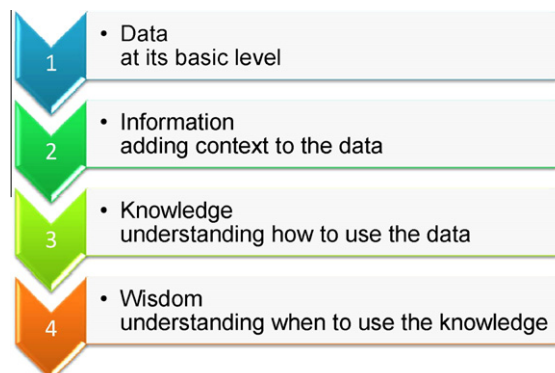 1
• Data
at its basic level
2
• Information
adding context to the data
3
• Knowledge
understanding how to use the data
4
• Wisdom
understanding when to use the knowledge